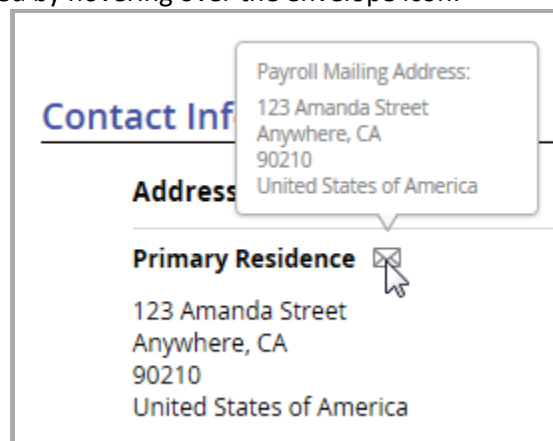 by hovering over the envelope icon.
Payroll Mailing Address:
123 Amanda Street
Anywhere, CA
90210
United States of America
Contact Inf
Address
Primary Residence
123 Amanda Street
Anywhere, CA
90210
United States of America